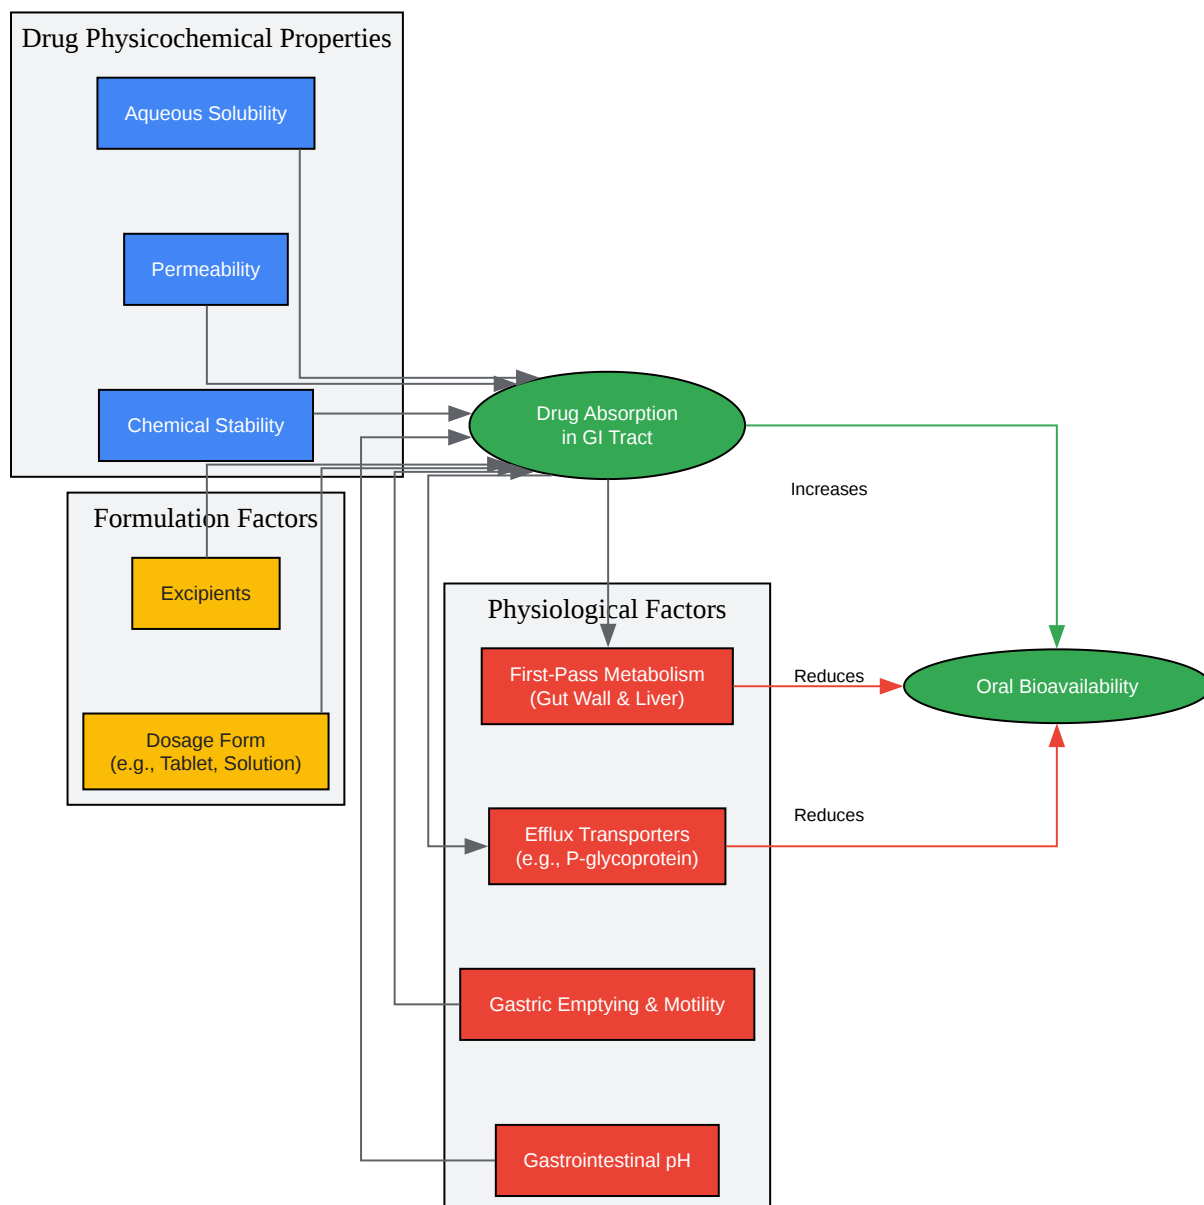 Drug Physicochemical Properties
Aqueous Solubility
Permeability
Chemical Stability
Drug Absorption
in GI Tract
Increases
Formulation Factors
Excipients
Dosage Form
(e.g., Tablet, Solution)
Physiological Factors
First-Pass Metabolism
(Gut Wall & Liver)
Reduces
Oral Bioavailability
Efflux Transporters
(e.g., P-glycoprotein)
Reduces
Gastric Emptying & Motility
Gastrointestinal pH